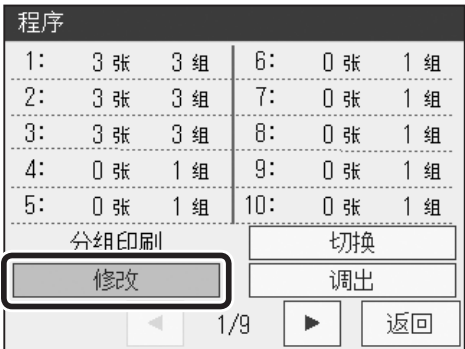 程序
1: 3 张 3 组 6: 0 张 1 组
2: 3 张 3 组 7: 0 张 1 组
3: 3 张 3 组 8: 0 张 1 组
4: 0 张 1 组 9: 0 张 1 组
5: 0 张 1 组 10: 0 张 1 组
分组印刷 切换
修改 调出
1/9 返回